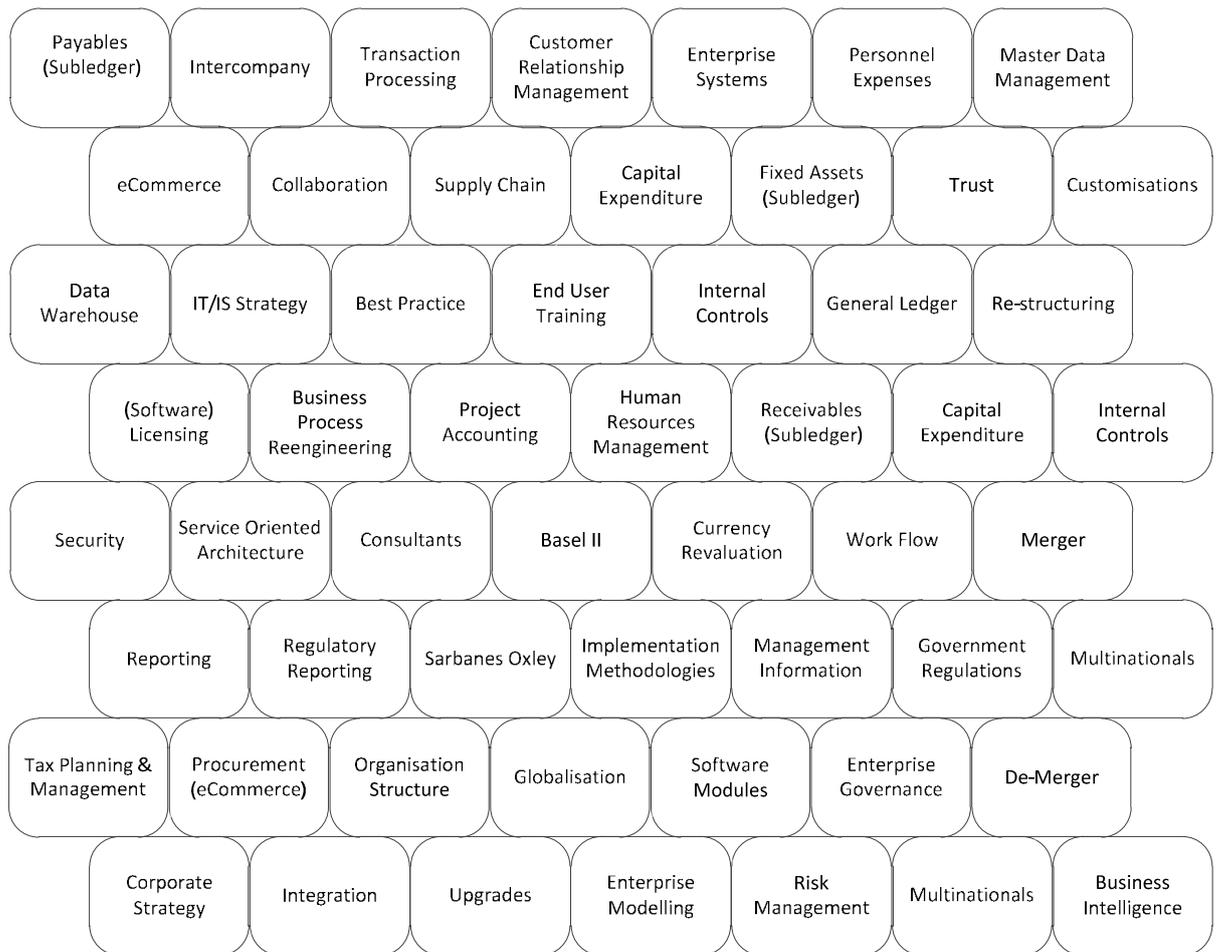 Payables
(Subledger)
Intercompany
Transaction
Processing
Customer
Relationship
Management
Enterprise
Systems
Personnel
Expenses
Master Data
Management
eCommerce
Collaboration
Supply Chain
Capital
Expenditure
Fixed Assets
(Subledger)
Trust
Customisations
Data
Warehouse
IT/IS Strategy
Best Practice
End User
Training
Internal
Controls
General Ledger
Re-structuring
(Software)
Licensing
Business
Process
Reengineering
Project
Accounting
Human
Resources
Management
Receivables
(Subledger)
Capital
Expenditure
Internal
Controls
Security
Service Oriented
Architecture
Consultants
Basel II
Currency
Revaluation
Work Flow
Merger
Reporting
Regulatory
Reporting
Sarbanes Oxley
Implementation
Methodologies
Management
Information
Government
Regulations
Multinationals
Tax Planning &
Management
Procurement
(eCommerce)
Organisation
Structure
Globalisation
Software
Modules
Enterprise
Governance
De-Merger
Corporate
Strategy
Integration
Upgrades
Enterprise
Modelling
Risk
Management
Multinationals
Business
Intelligence